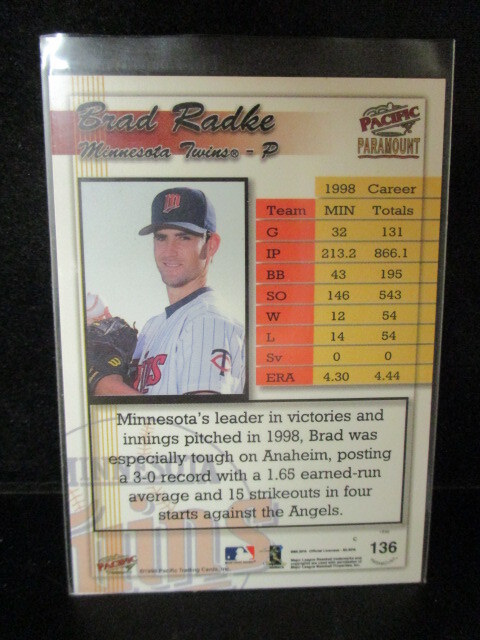 Brad Radke
Minnesota Twins® - P
PACIFIC
PARAMOUNT
1998 Career
Team MIN Totals
G 32 131
IP 213.2 866.1
BB 43 195
SO 146 543
W 12 54
L 14 54
Sv 0 0
ERA 4.30 4.44
Minnesota's leader in victories and
innings pitched in 1998, Brad was
especially tough on Anaheim, posting
a 3-0 record with a 1.65 earned-run
average and 15 strikeouts in four
starts against the Angels.
MINNESOTA
Twins
PACIFIC
C
136